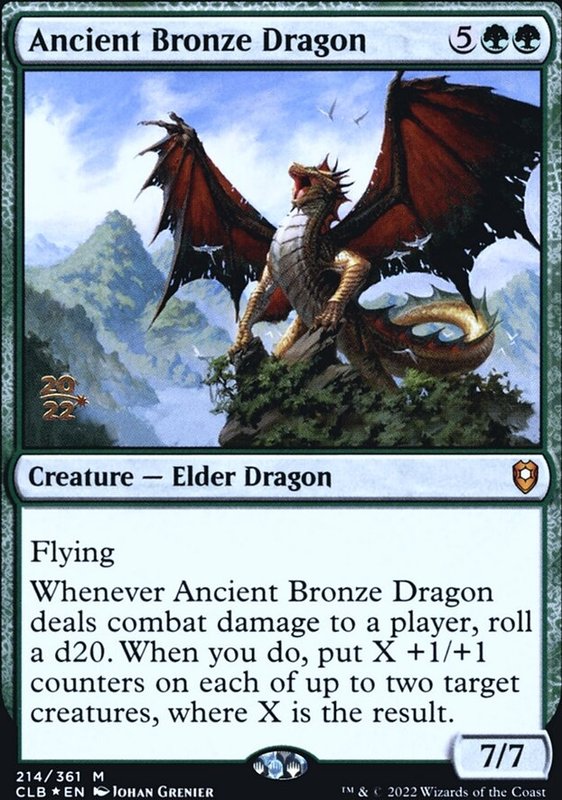 Ancient Bronze Dragon 5
20
22
Creature — Elder Dragon
Flying
Whenever Ancient Bronze Dragon
deals combat damage to a player, roll
a d20. When you do, put X +1/+1
counters on each of up to two target
creatures, where X is the result.
7/7
214/361 M
CLB ★ EN Johan Grenier
™ & © 2022 Wizards of the Coast